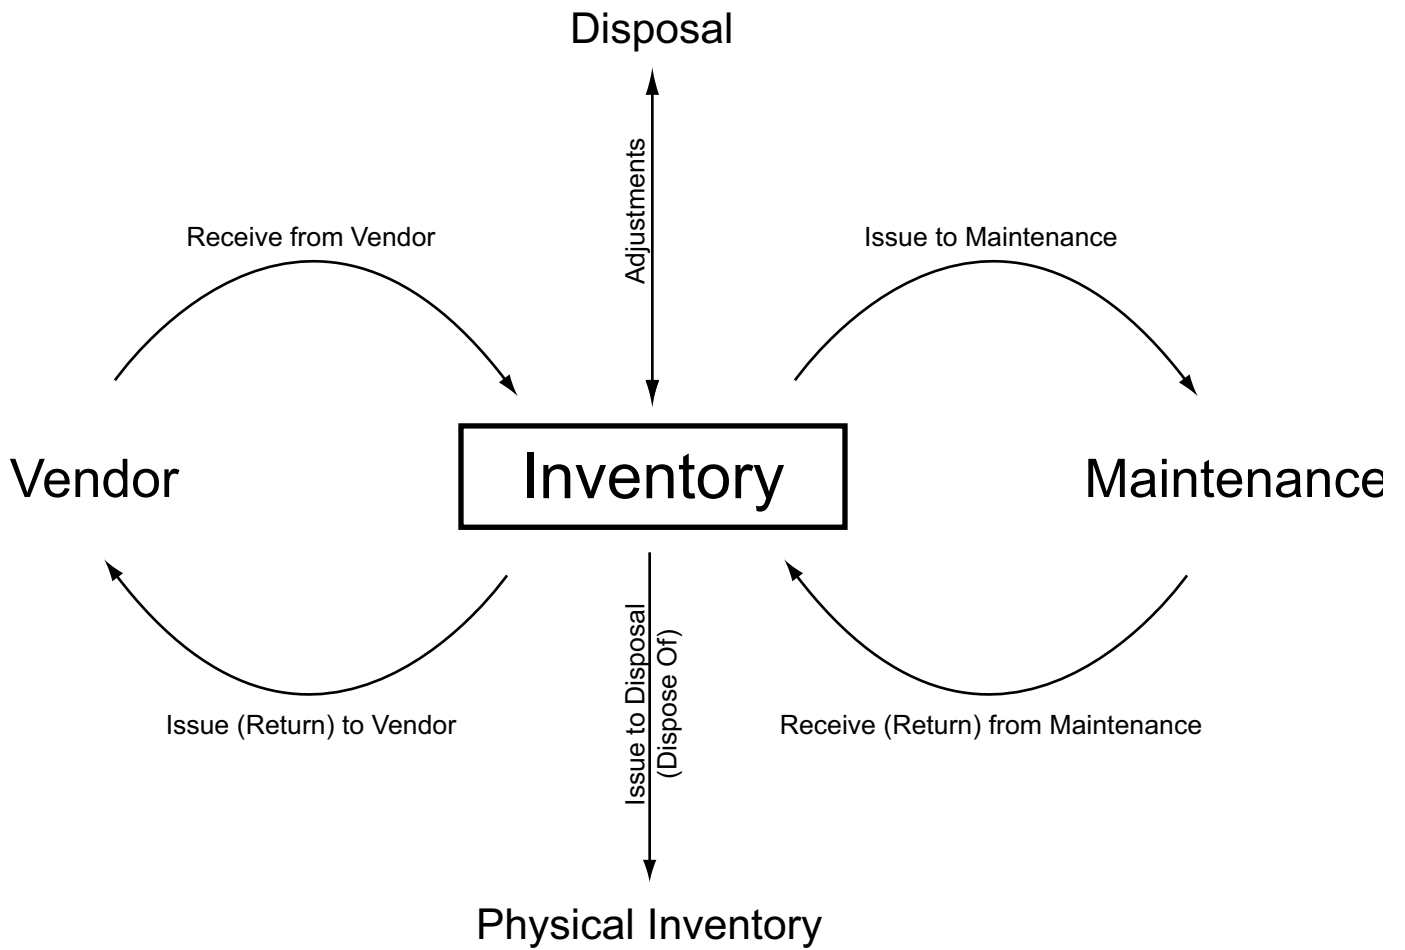 Disposal
Adjustments
Receive from Vendor
Issue to Maintenance
Vendor
Inventory
Maintenance
Issue to Disposal
(Dispose Of)
Issue (Return) to Vendor
Receive (Return) from Maintenance
Physical Inventory